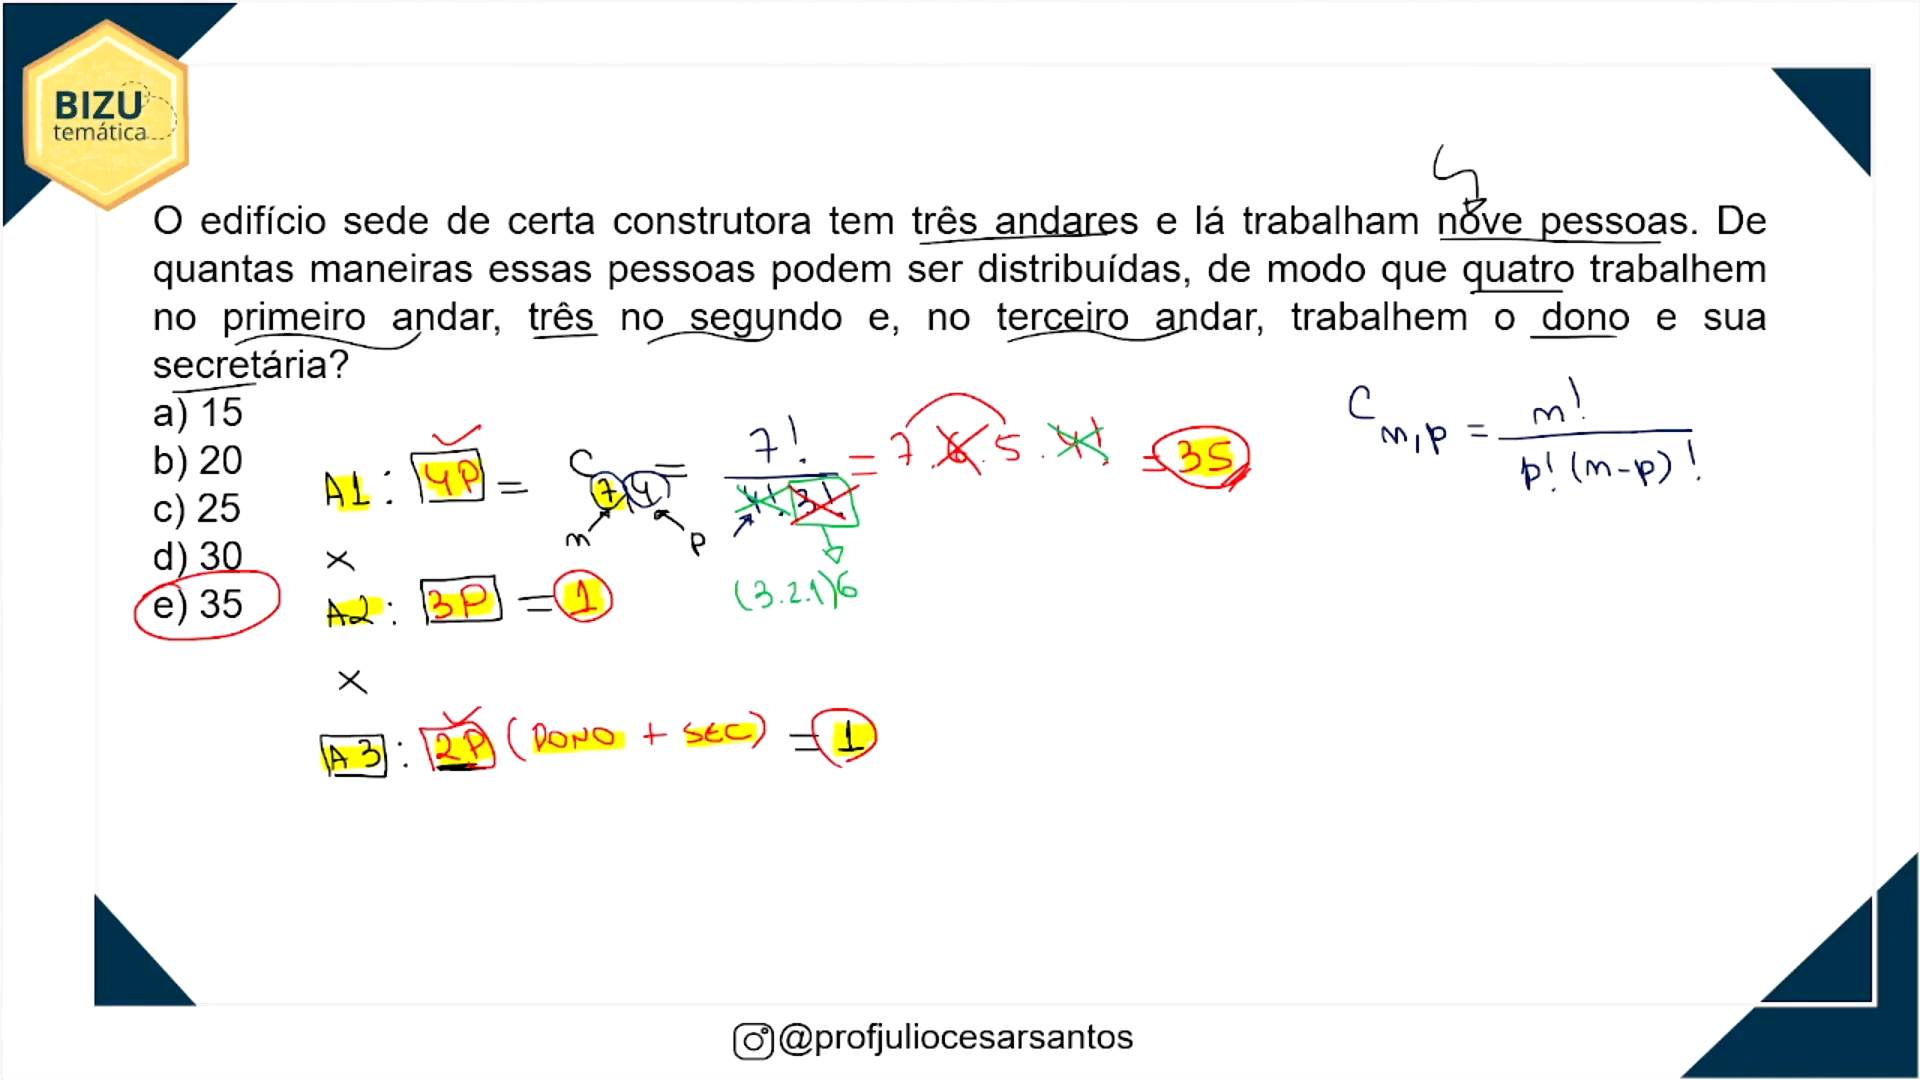 BIZU
temática
O edifício sede de certa construtora tem três andares e lá trabalham nove pessoas. De
quantas maneiras essas pessoas podem ser distribuídas, de modo que quatro trabalhem
no primeiro andar, três no segundo e, no terceiro andar, trabalhem o dono e sua
secretária?
a) 15
b) 20
c) 25
d) 30
e) 35
A1: 4P = C 7 4 = 7! / 4! . 3! = 7 . 6 . 5 . 4! = 35
m p
(3.2.1) 6
×
A2: 3P = 1
×
A3: 2P (DONO + SEC) = 1
C m,p = m! / p! (m-p)!
@profjuliocesarsantos